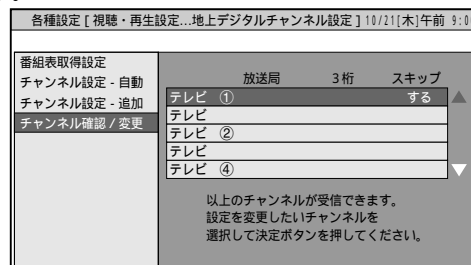 各種設定 [ 視聴・再生設定...地上デジタルチャンネル設定 ] 10/21[木]午前 9:0
番組表取得設定
チャンネル設定 - 自動
チャンネル設定 - 追加
チャンネル確認 / 変更
放送局 3桁 スキップ
テレビ ① する
テレビ
テレビ ②
テレビ
テレビ ④
以上のチャンネルが受信できます。
設定を変更したいチャンネルを
選択して決定ボタンを押してください。